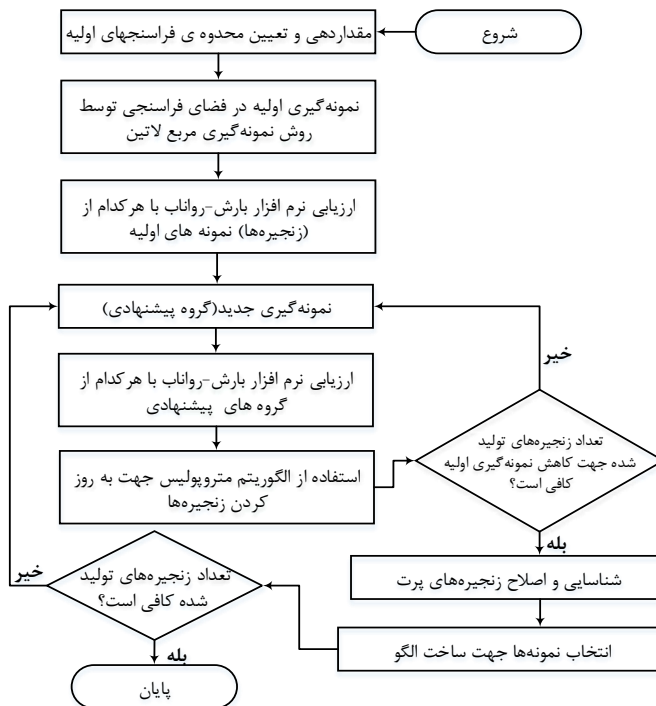 شروع
مقداردهی و تعیین محدوه ی فراسنجهای اولیه
نمونه‌گیری اولیه در فضای فراسنجی توسط
روش نمونه‌گیری مربع لاتین
ارزیابی نرم افزار بارش-رواناب با هرکدام از
(زنجیره‌ها) نمونه های اولیه
نمونه‌گیری جدید(گروه پیشنهادی)
ارزیابی نرم افزار بارش-رواناب با هرکدام از
گروه های پیشنهادی
استفاده از الگوریتم متروپولیس جهت به روز
کردن زنجیره‌ها
تعداد زنجیره‌های تولید
شده جهت کاهش نمونه‌گیری اولیه
کافی است؟
خیر
بله
شناسایی و اصلاح زنجیره‌های پرت
انتخاب نمونه‌ها جهت ساخت الگو
تعداد زنجیره‌های تولید
شده کافی است؟
خیر
بله
پایان